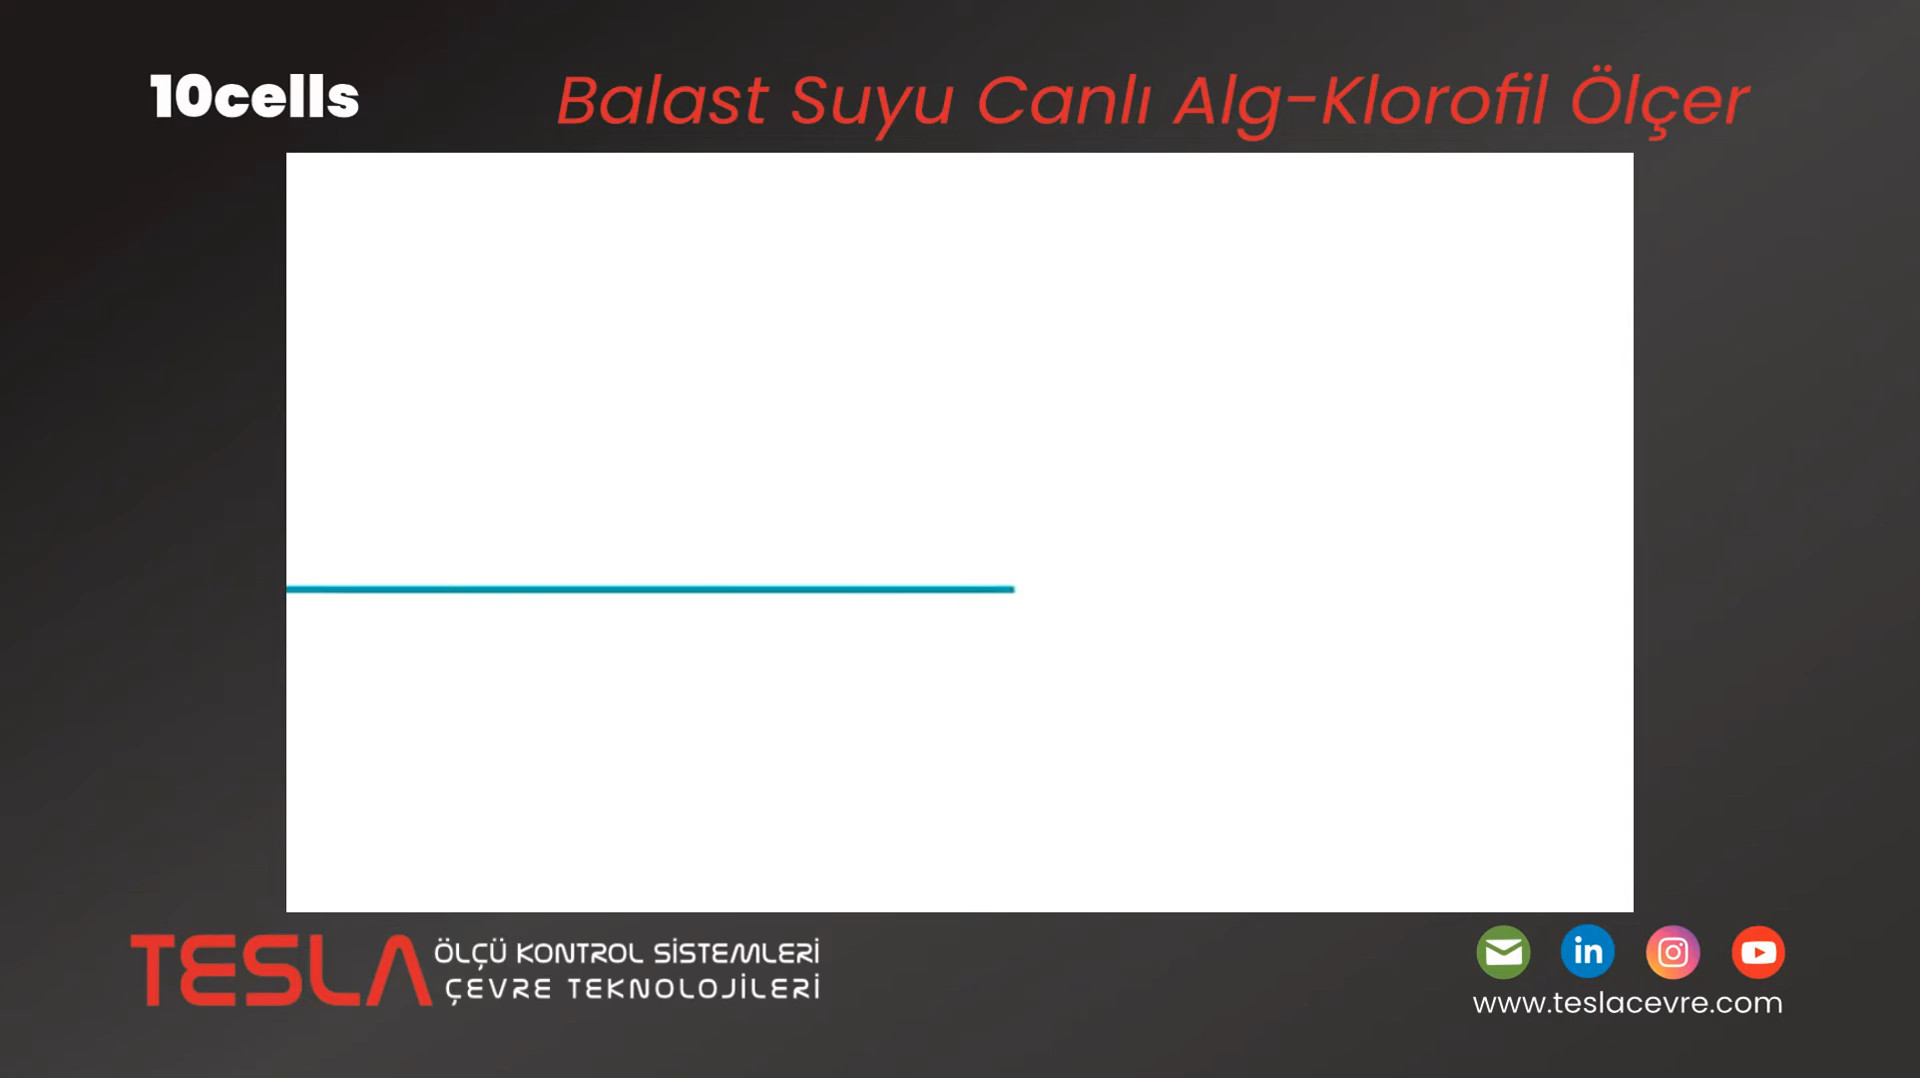 10cells
Balast Suyu Canlı Alg-Klorofil Ölçer
TESLA
ÖLÇÜ KONTROL SİSTEMLERİ
ÇEVRE TEKNOLOJİLERİ
in
www.teslacevre.com